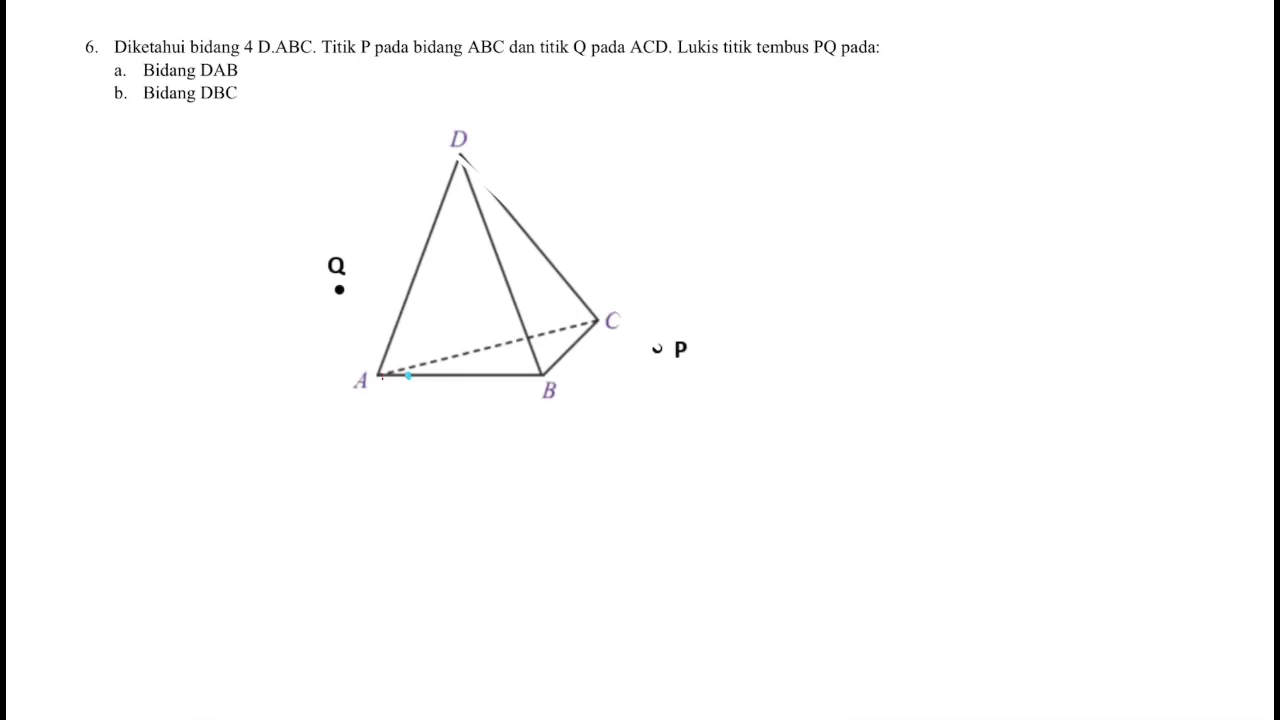 6. Diketahui bidang 4 D.ABC. Titik P pada bidang ABC dan titik Q pada ACD. Lukis titik tembus PQ pada:
a. Bidang DAB
b. Bidang DBC
D
Q
C
P
A
B